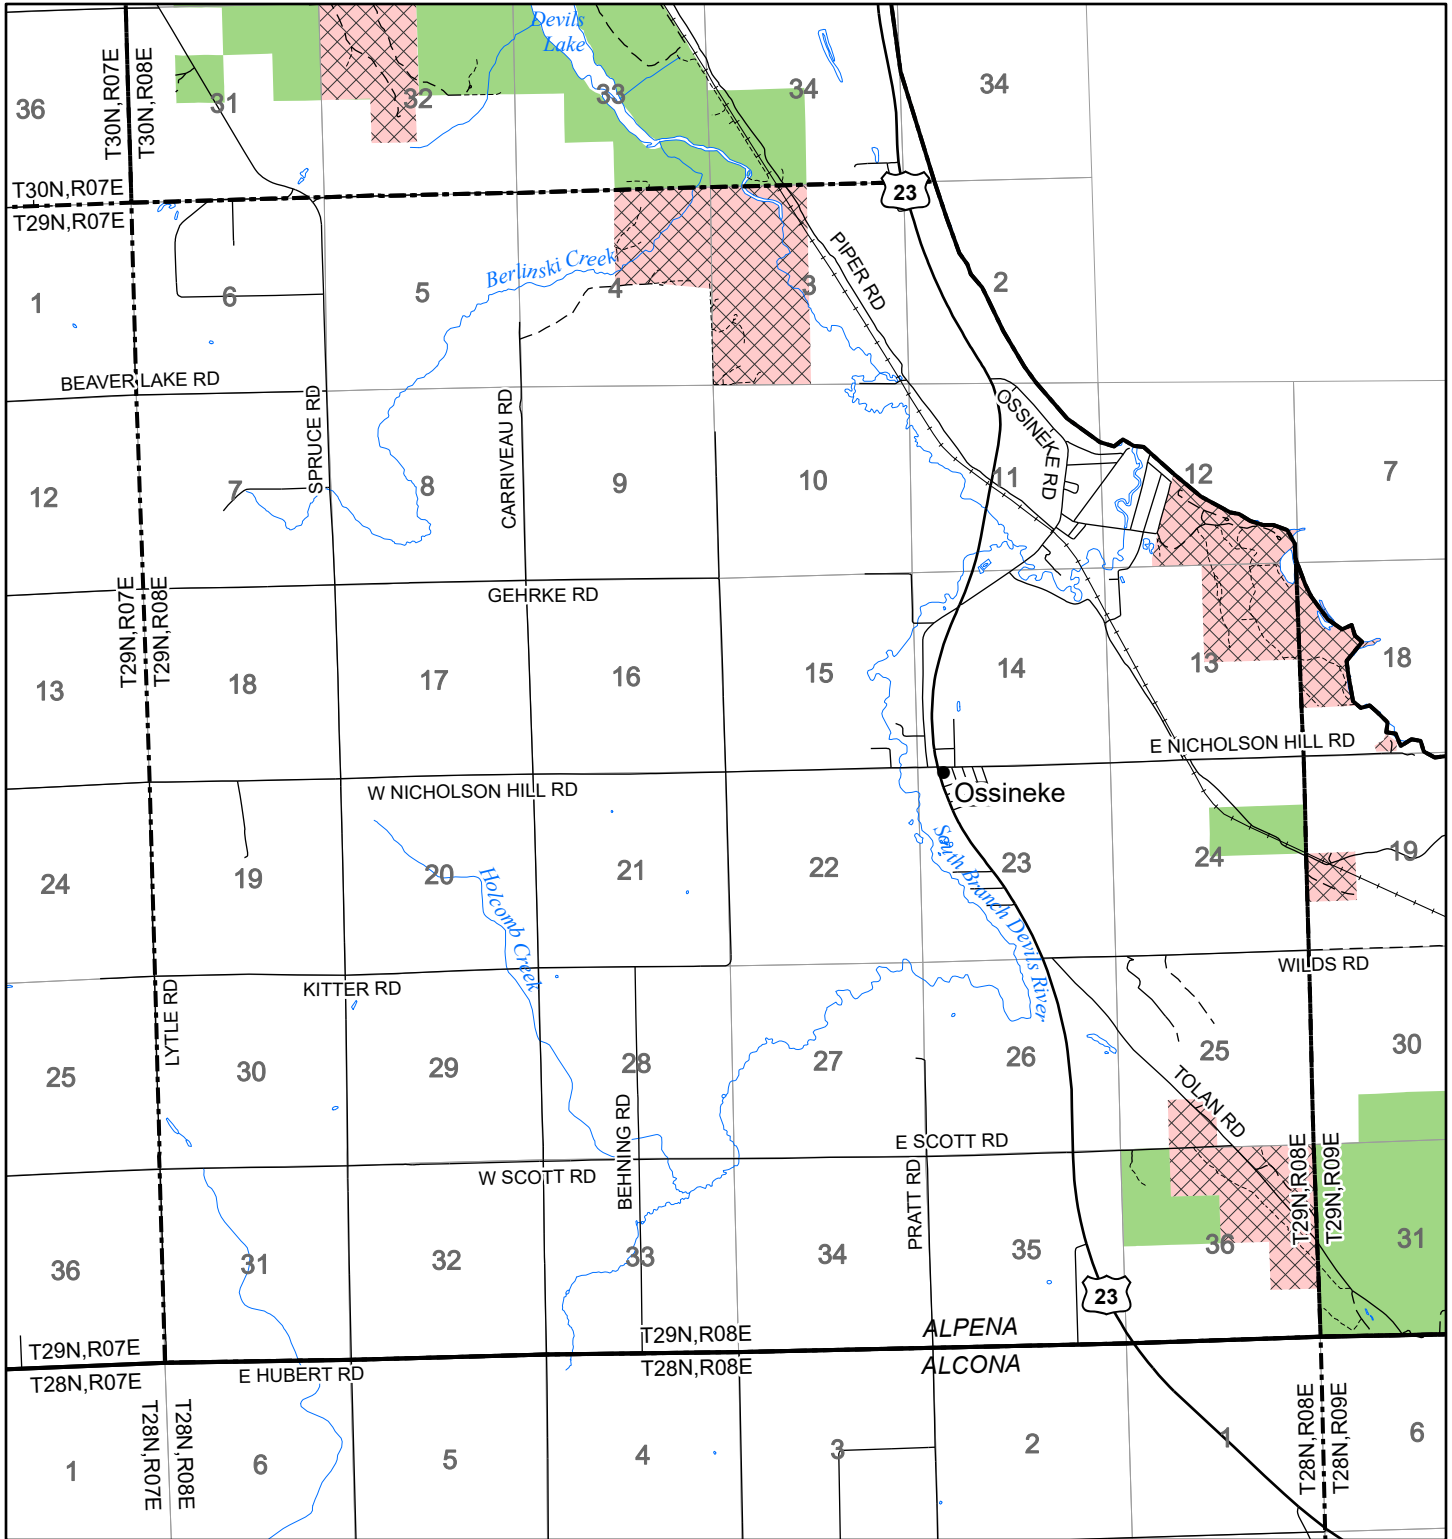 Devils
Lake
36
T30N,R07E
T30N,R08E
31
32
33
34
34
T30N,R07E
T29N,R07E
23
PIPER RD
Berlinski Creek
1
6
5
4
3
2
BEAVER LAKE RD
SPRUCE RD
CARRIVEAU RD
OSSINEKE RD
12
7
8
9
10
11
12
7
T29N,R07E
T29N,R08E
GEHRKE RD
13
18
17
16
15
14
13
18
E NICHOLSON HILL RD
W NICHOLSON HILL RD
Ossineke
24
19
20
21
22
23
24
19
Holcomb Creek
South Branch Devils River
KITTER RD
WILDS RD
LYTLE RD
25
30
29
28
27
26
25
30
TOLAN RD
BEHNING RD
E SCOTT RD
W SCOTT RD
PRATT RD
T29N,R08E
T29N,R09E
36
31
32
33
34
35
36
31
23
T29N,R07E
T28N,R07E
T29N,R08E
T28N,R08E
ALPENA
ALCONA
E HUBERT RD
T28N,R07E
T28N,R08E
T28N,R08E
T28N,R09E
1
6
5
4
3
2
1
6